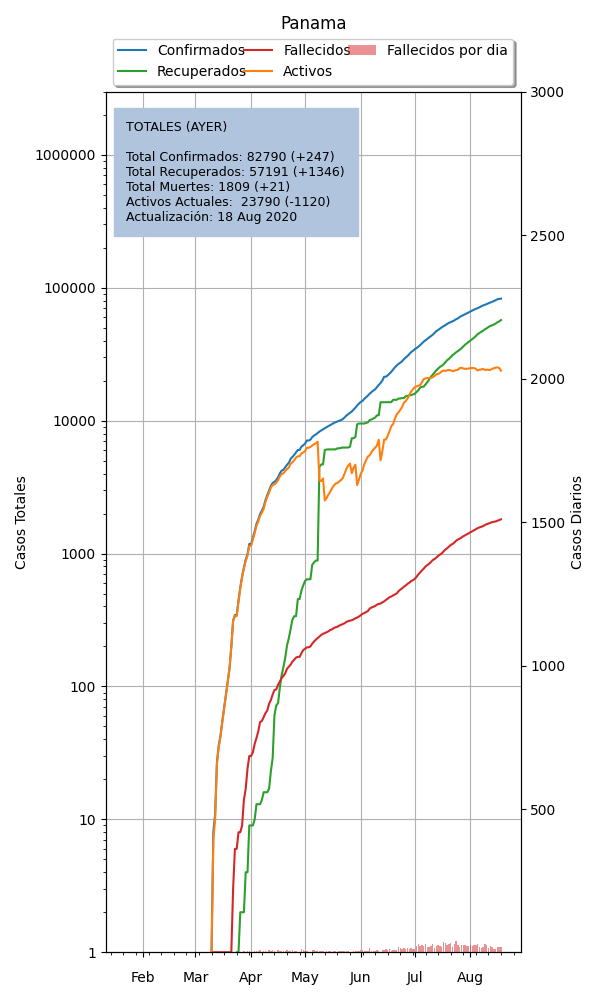 Panama
Confirmados Fallecidos Fallecidos por dia
Recuperados Activos
3000
TOTALES (AYER)
Total Confirmados: 82790 (+247)
Total Recuperados: 57191 (+1346)
Total Muertes: 1809 (+21)
Activos Actuales:  23790 (-1120)
Actualización: 18 Aug 2020
1000000
2500
100000
2000
10000
Casos Totales
Casos Diarios
1500
1000
1000
100
500
10
1
Feb Mar Apr May Jun Jul Aug